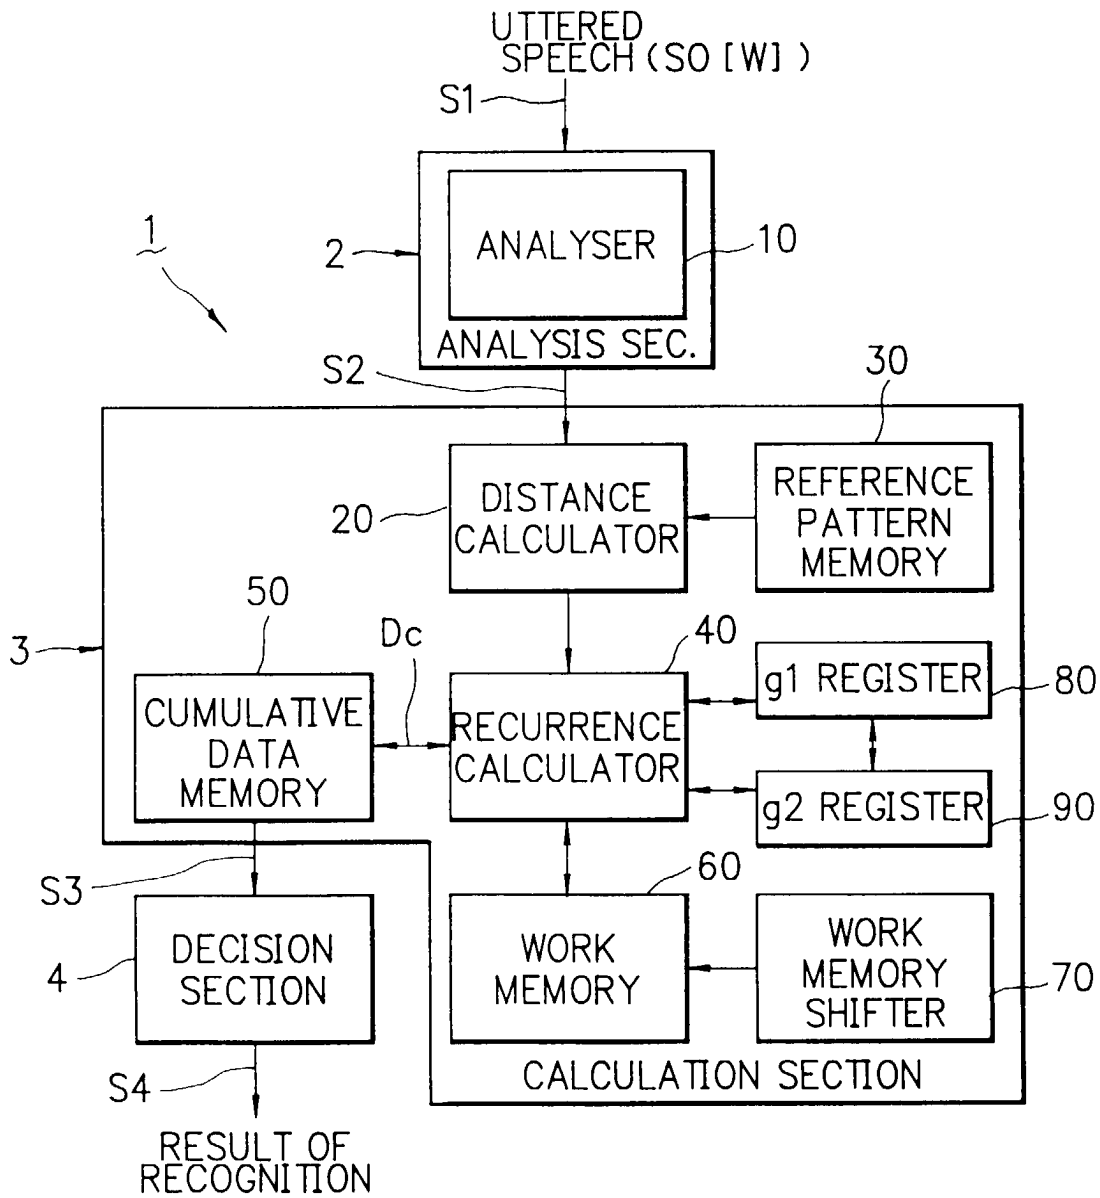 UTTERED
SPEECH (SO [W] )
S1
ANALYSER
10
1
2
ANALYSIS SEC.
S2
30
DISTANCE
CALCULATOR
20
REFERENCE
PATTERN
MEMORY
50
Dc
40
3
g1 REGISTER
80
CUMULATIVE
DATA
MEMORY
RECURRENCE
CALCULATOR
g2 REGISTER
90
S3
60
DECISION
SECTION
4
WORK
MEMORY
WORK
MEMORY
SHIFTER
70
CALCULATION SECTION
S4
RESULT OF
RECOGNITION